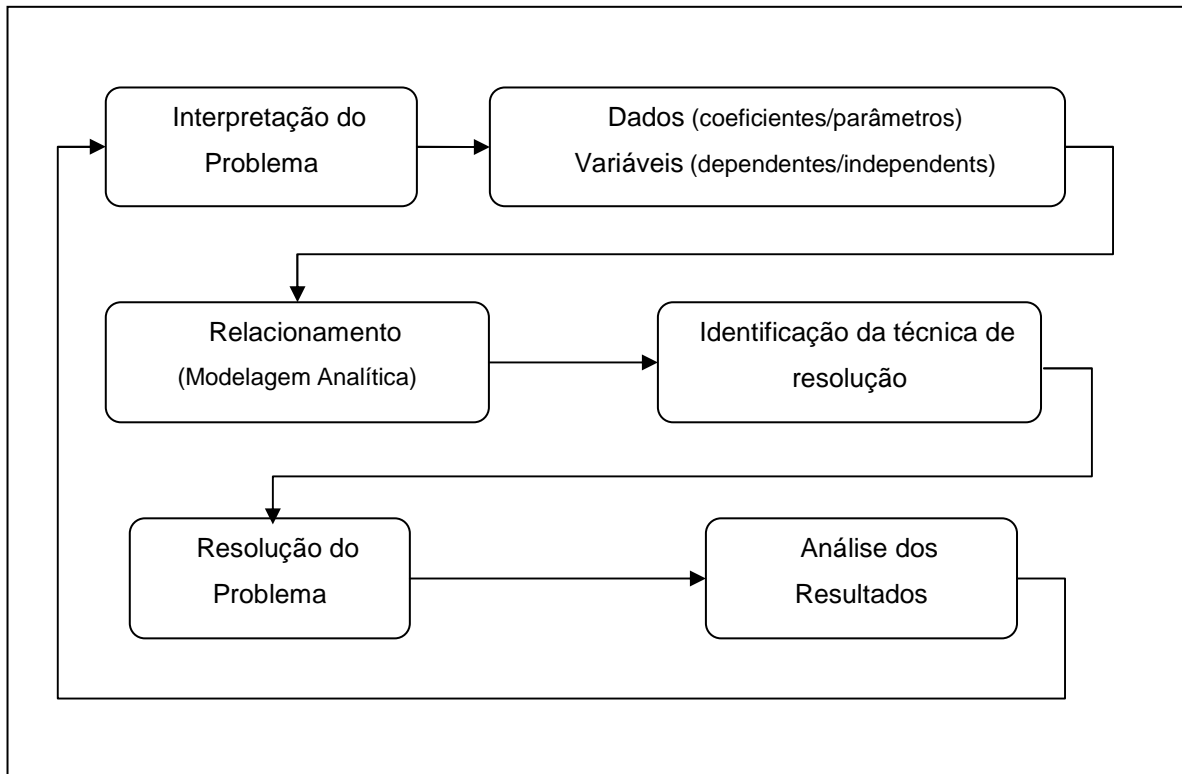 Interpretação do
Problema
Dados (coeficientes/parâmetros)
Variáveis (dependentes/independents)
Relacionamento
(Modelagem Analítica)
Identificação da técnica de
resolução
Resolução do
Problema
Análise dos
Resultados